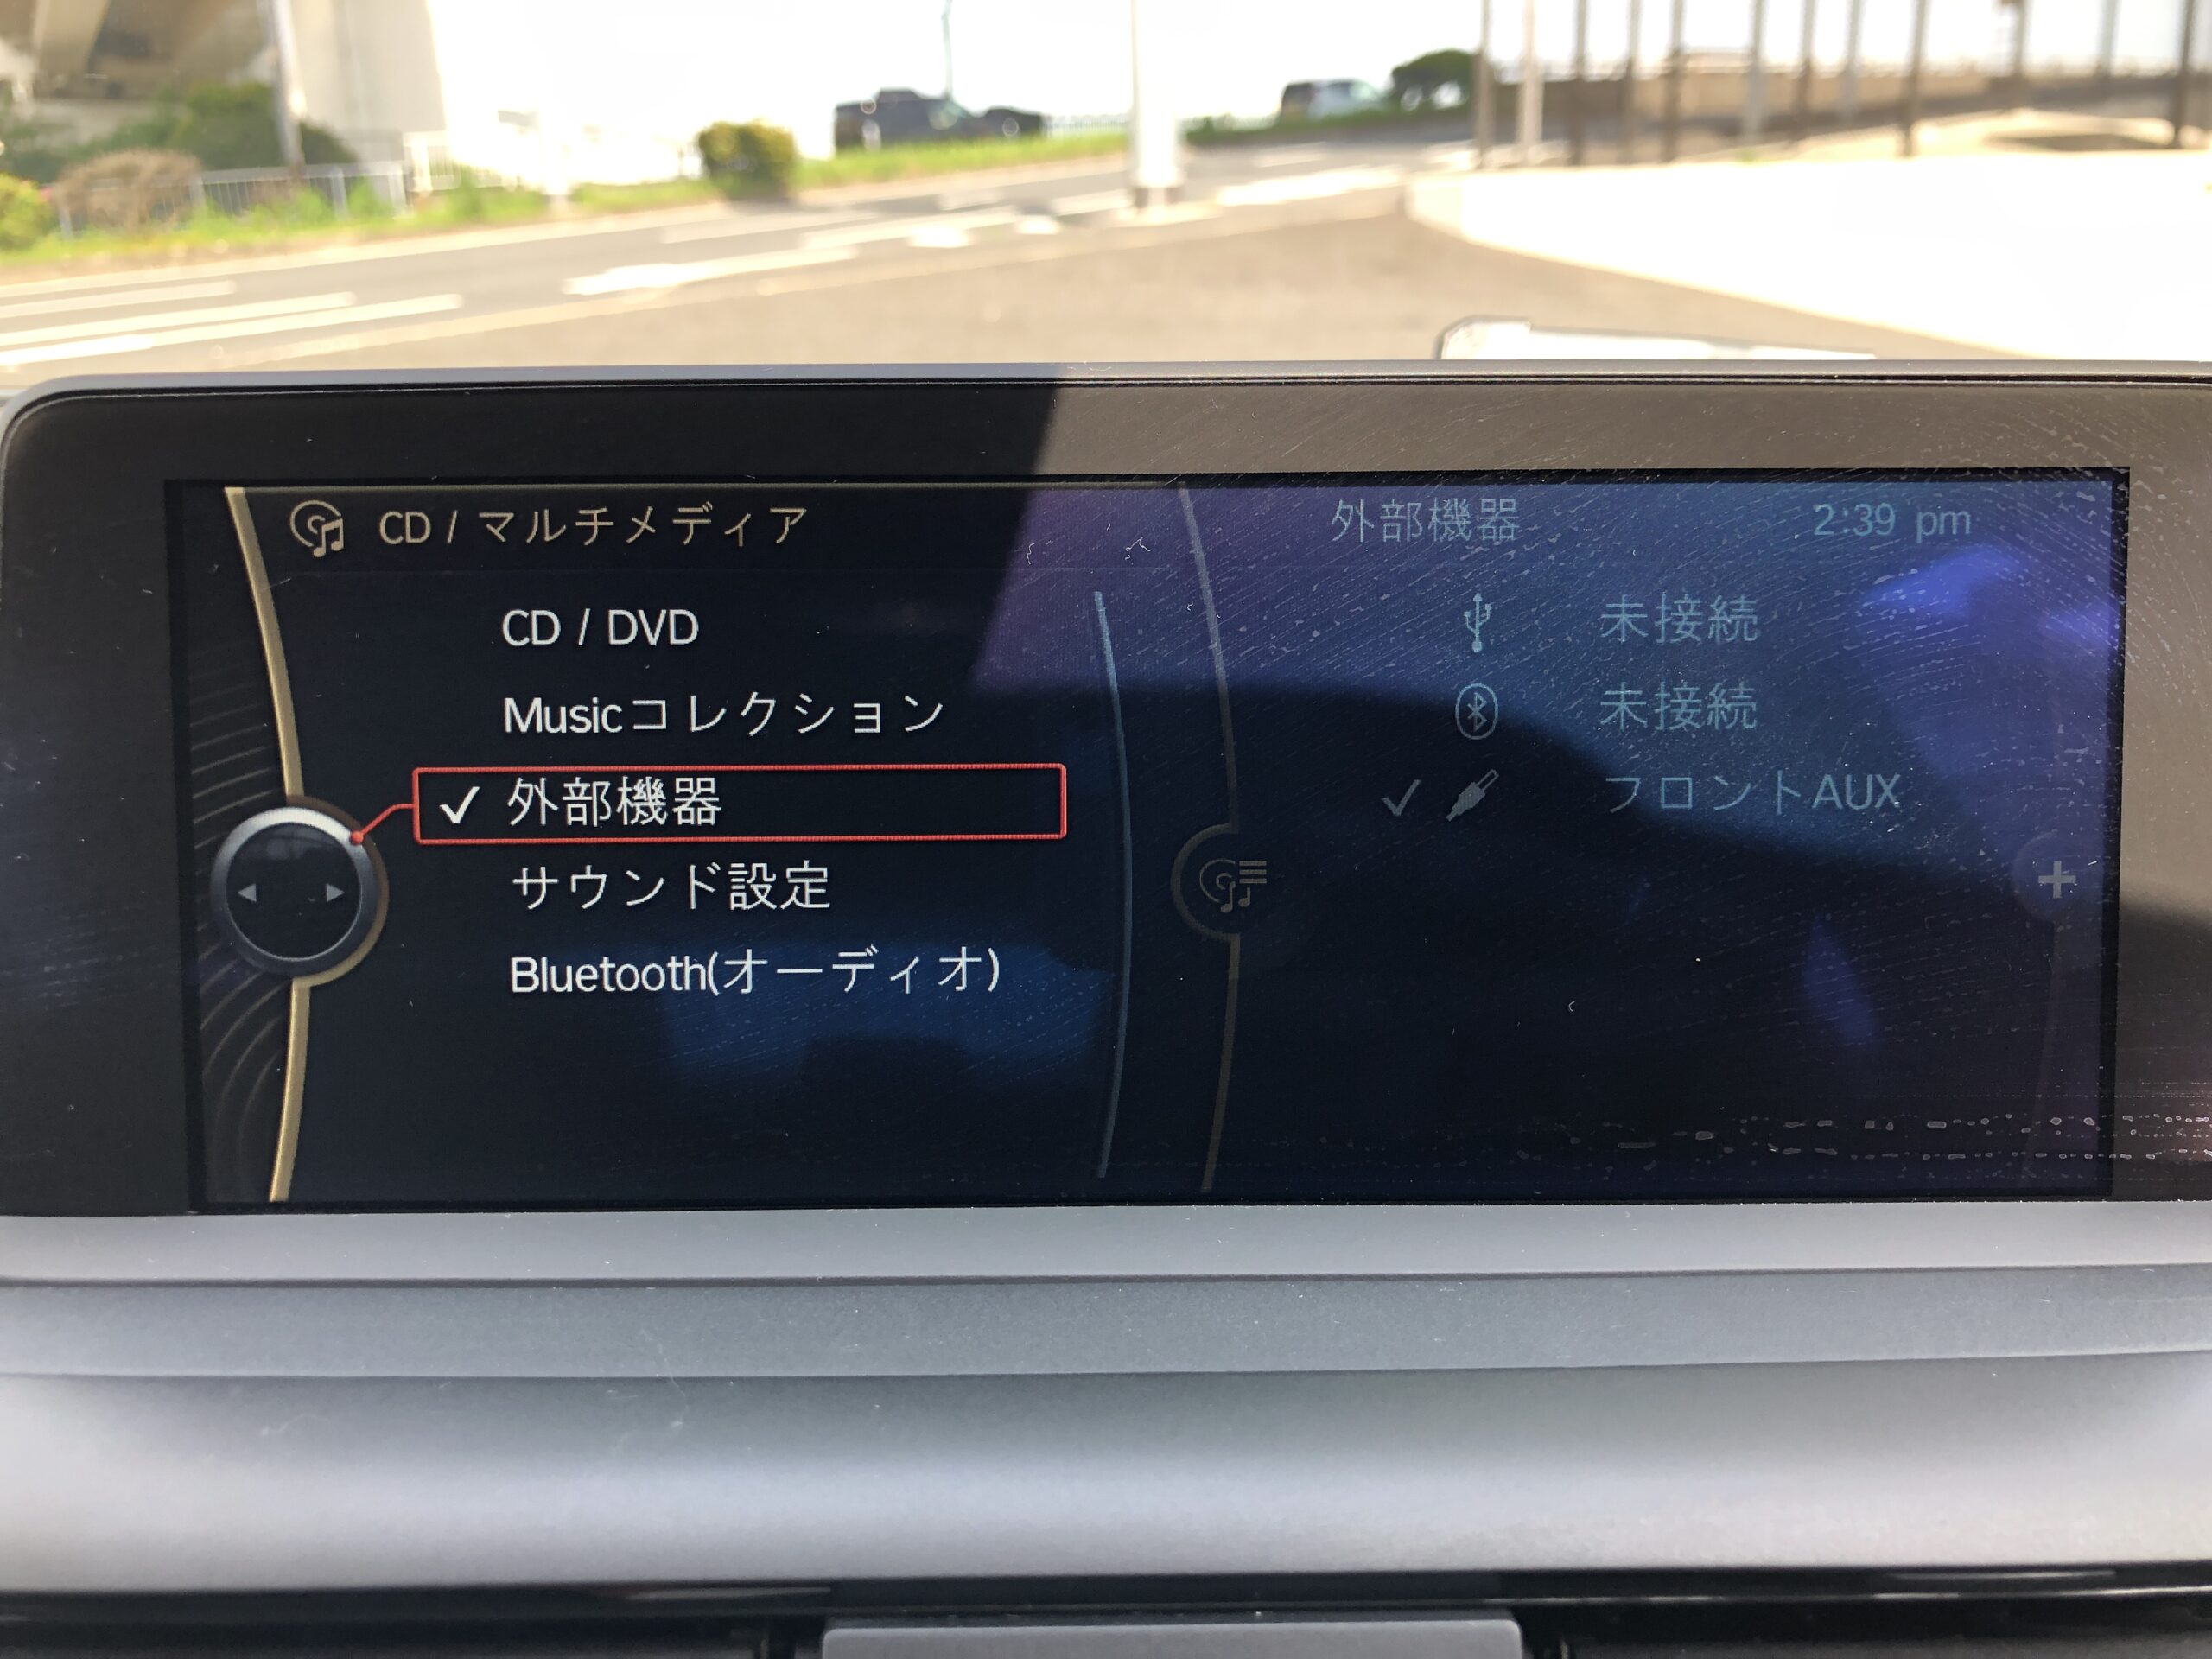 CD / マルチメディア
CD / DVD
Musicコレクション
外部機器
サウンド設定
Bluetooth(オーディオ)
外部機器
2:39 pm
未接続
未接続
フロントAUX